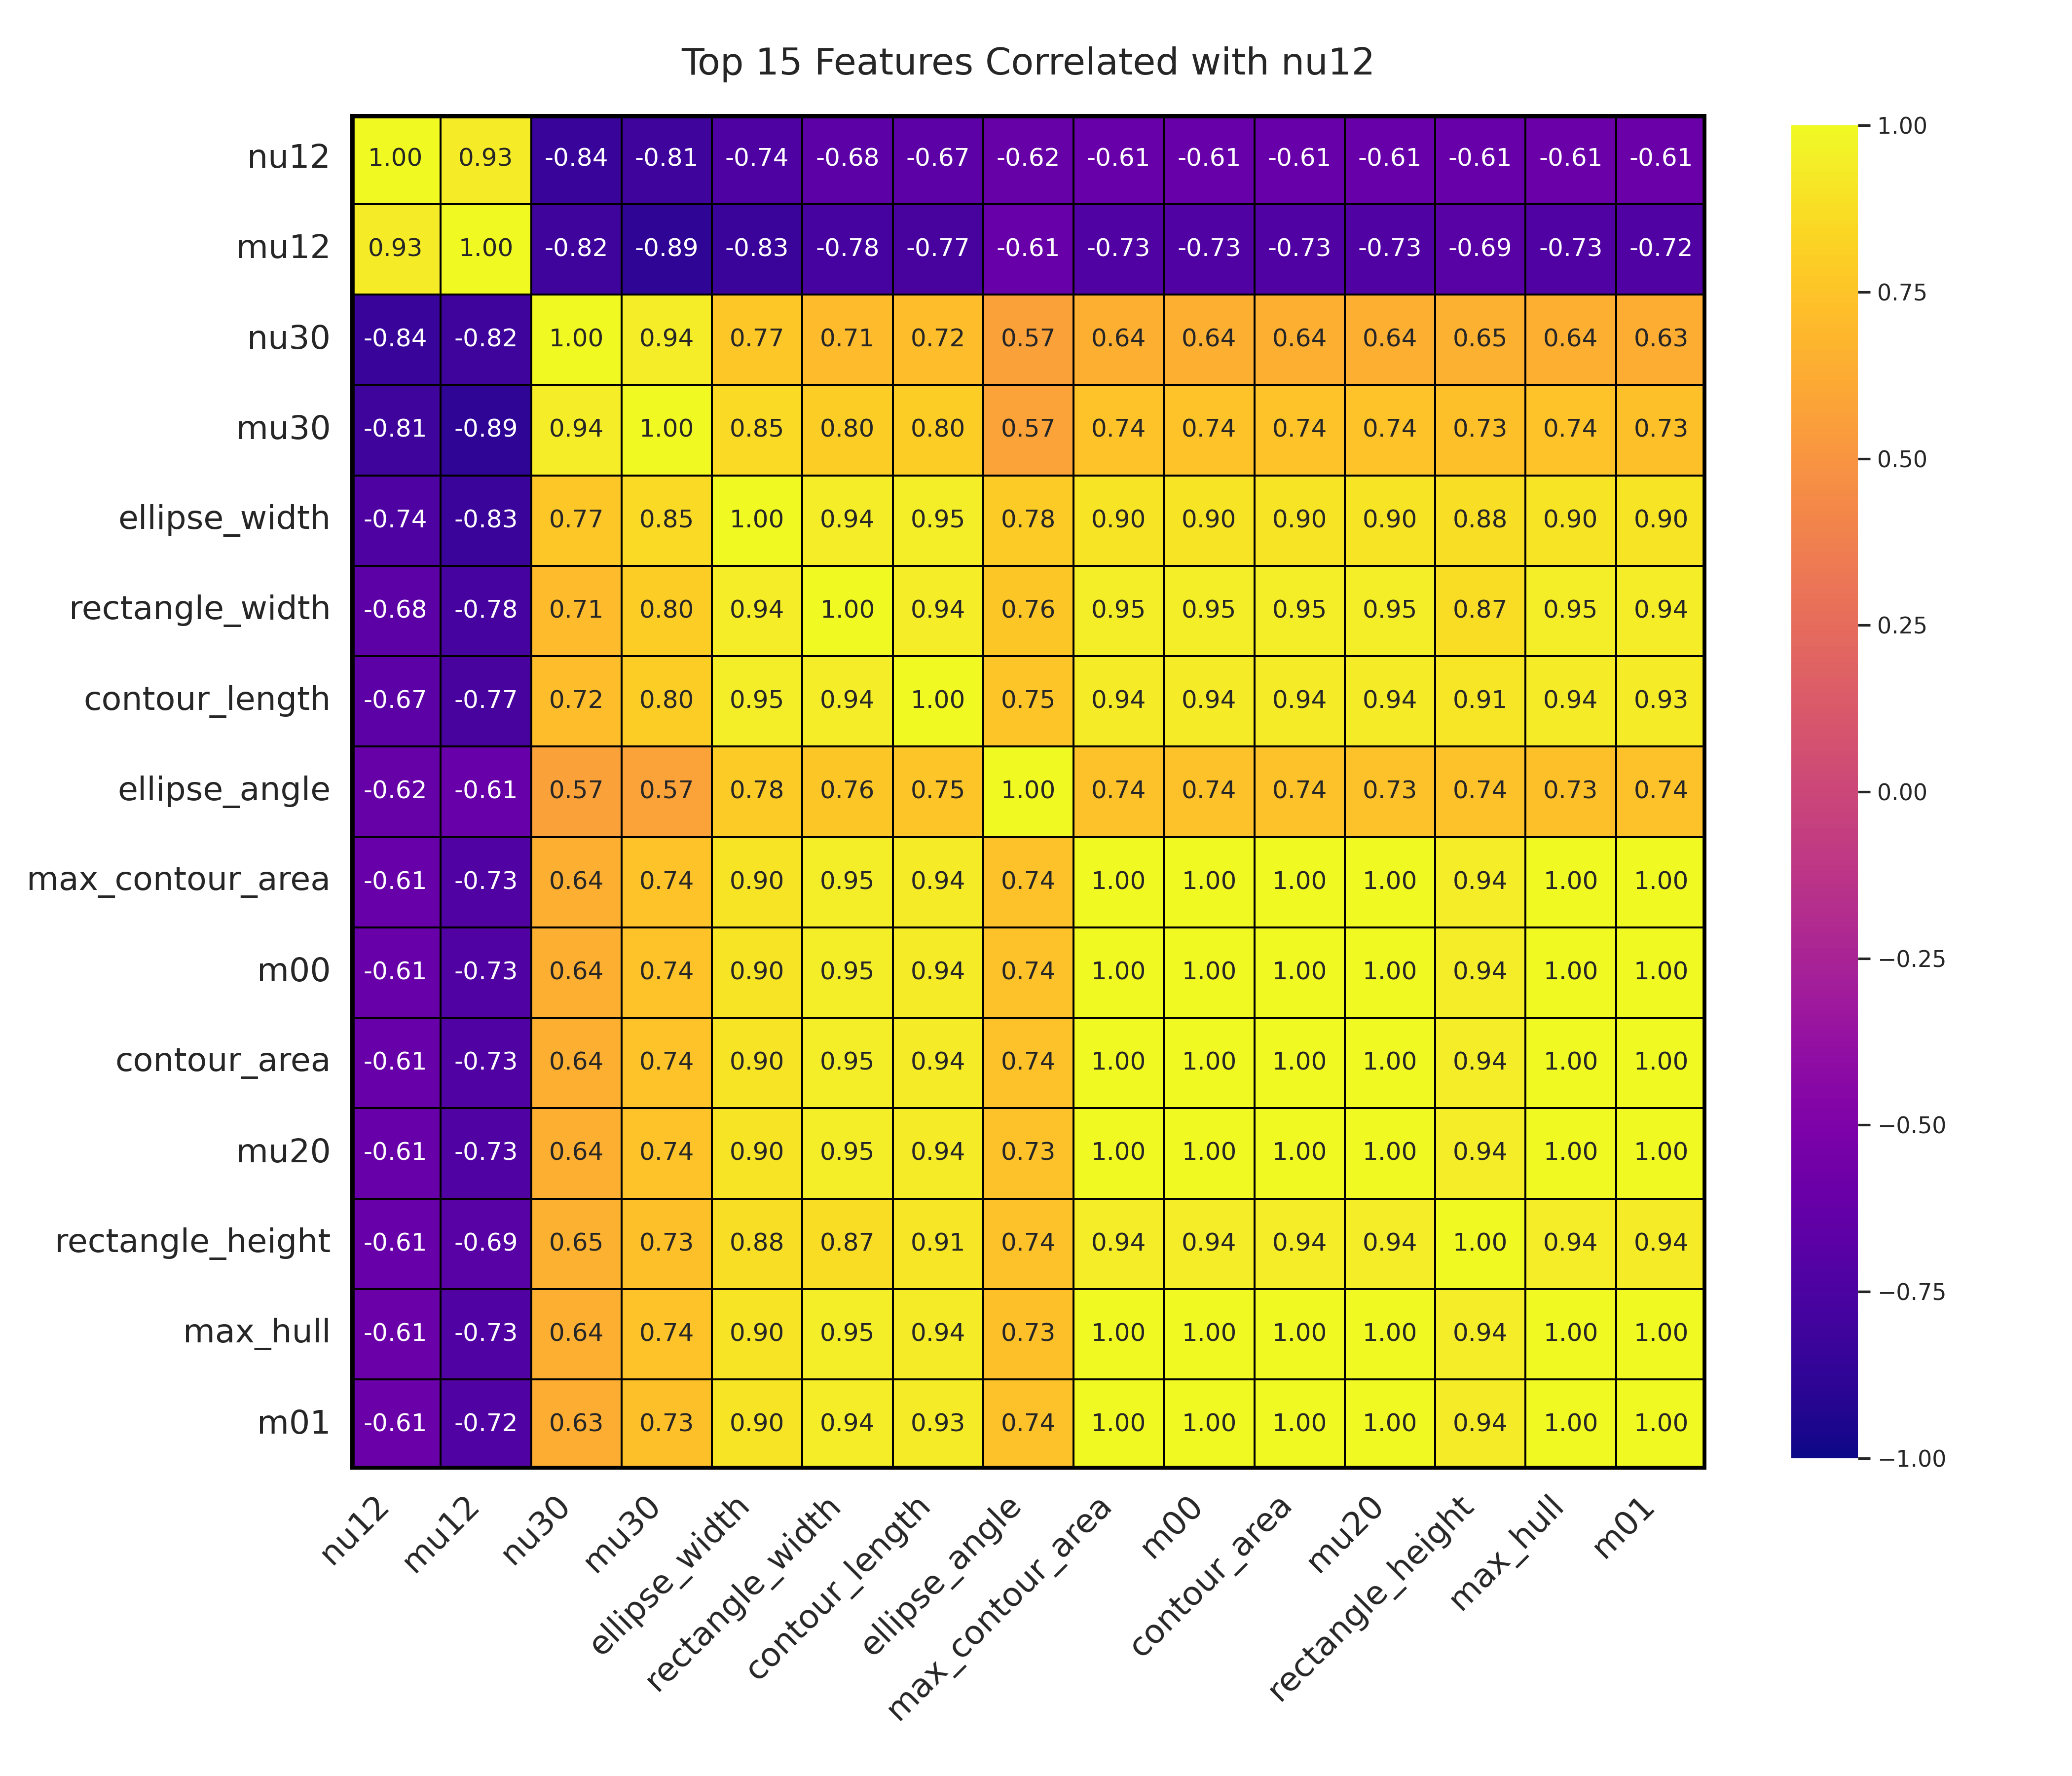 Top 15 Features Correlated with nu12
nu12 1.00 0.93 -0.84 -0.81 -0.74 -0.68 -0.67 -0.62 -0.61 -0.61 -0.61 -0.61 -0.61 -0.61 -0.61
mu12 0.93 1.00 -0.82 -0.89 -0.83 -0.78 -0.77 -0.61 -0.73 -0.73 -0.73 -0.73 -0.69 -0.73 -0.72
nu30 -0.84 -0.82 1.00 0.94 0.77 0.71 0.72 0.57 0.64 0.64 0.64 0.64 0.65 0.64 0.63
mu30 -0.81 -0.89 0.94 1.00 0.85 0.80 0.80 0.57 0.74 0.74 0.74 0.74 0.73 0.74 0.73
ellipse_width -0.74 -0.83 0.77 0.85 1.00 0.94 0.95 0.78 0.90 0.90 0.90 0.90 0.88 0.90 0.90
rectangle_width -0.68 -0.78 0.71 0.80 0.94 1.00 0.94 0.76 0.95 0.95 0.95 0.95 0.87 0.95 0.94
contour_length -0.67 -0.77 0.72 0.80 0.95 0.94 1.00 0.75 0.94 0.94 0.94 0.94 0.91 0.94 0.93
ellipse_angle -0.62 -0.61 0.57 0.57 0.78 0.76 0.75 1.00 0.74 0.74 0.74 0.73 0.74 0.73 0.74
max_contour_area -0.61 -0.73 0.64 0.74 0.90 0.95 0.94 0.74 1.00 1.00 1.00 1.00 0.94 1.00 1.00
m00 -0.61 -0.73 0.64 0.74 0.90 0.95 0.94 0.74 1.00 1.00 1.00 1.00 0.94 1.00 1.00
contour_area -0.61 -0.73 0.64 0.74 0.90 0.95 0.94 0.74 1.00 1.00 1.00 1.00 0.94 1.00 1.00
mu20 -0.61 -0.73 0.64 0.74 0.90 0.95 0.94 0.73 1.00 1.00 1.00 1.00 0.94 1.00 1.00
rectangle_height -0.61 -0.69 0.65 0.73 0.88 0.87 0.91 0.74 0.94 0.94 0.94 0.94 1.00 0.94 0.94
max_hull -0.61 -0.73 0.64 0.74 0.90 0.95 0.94 0.73 1.00 1.00 1.00 1.00 0.94 1.00 1.00
m01 -0.61 -0.72 0.63 0.73 0.90 0.94 0.93 0.74 1.00 1.00 1.00 1.00 0.94 1.00 1.00
nu12
mu12
nu30
mu30
ellipse_width
rectangle_width
contour_length
ellipse_angle
max_contour_area
m00
contour_area
mu20
rectangle_height
max_hull
m01
1.00
0.75
0.50
0.25
0.00
−0.25
−0.50
−0.75
−1.00